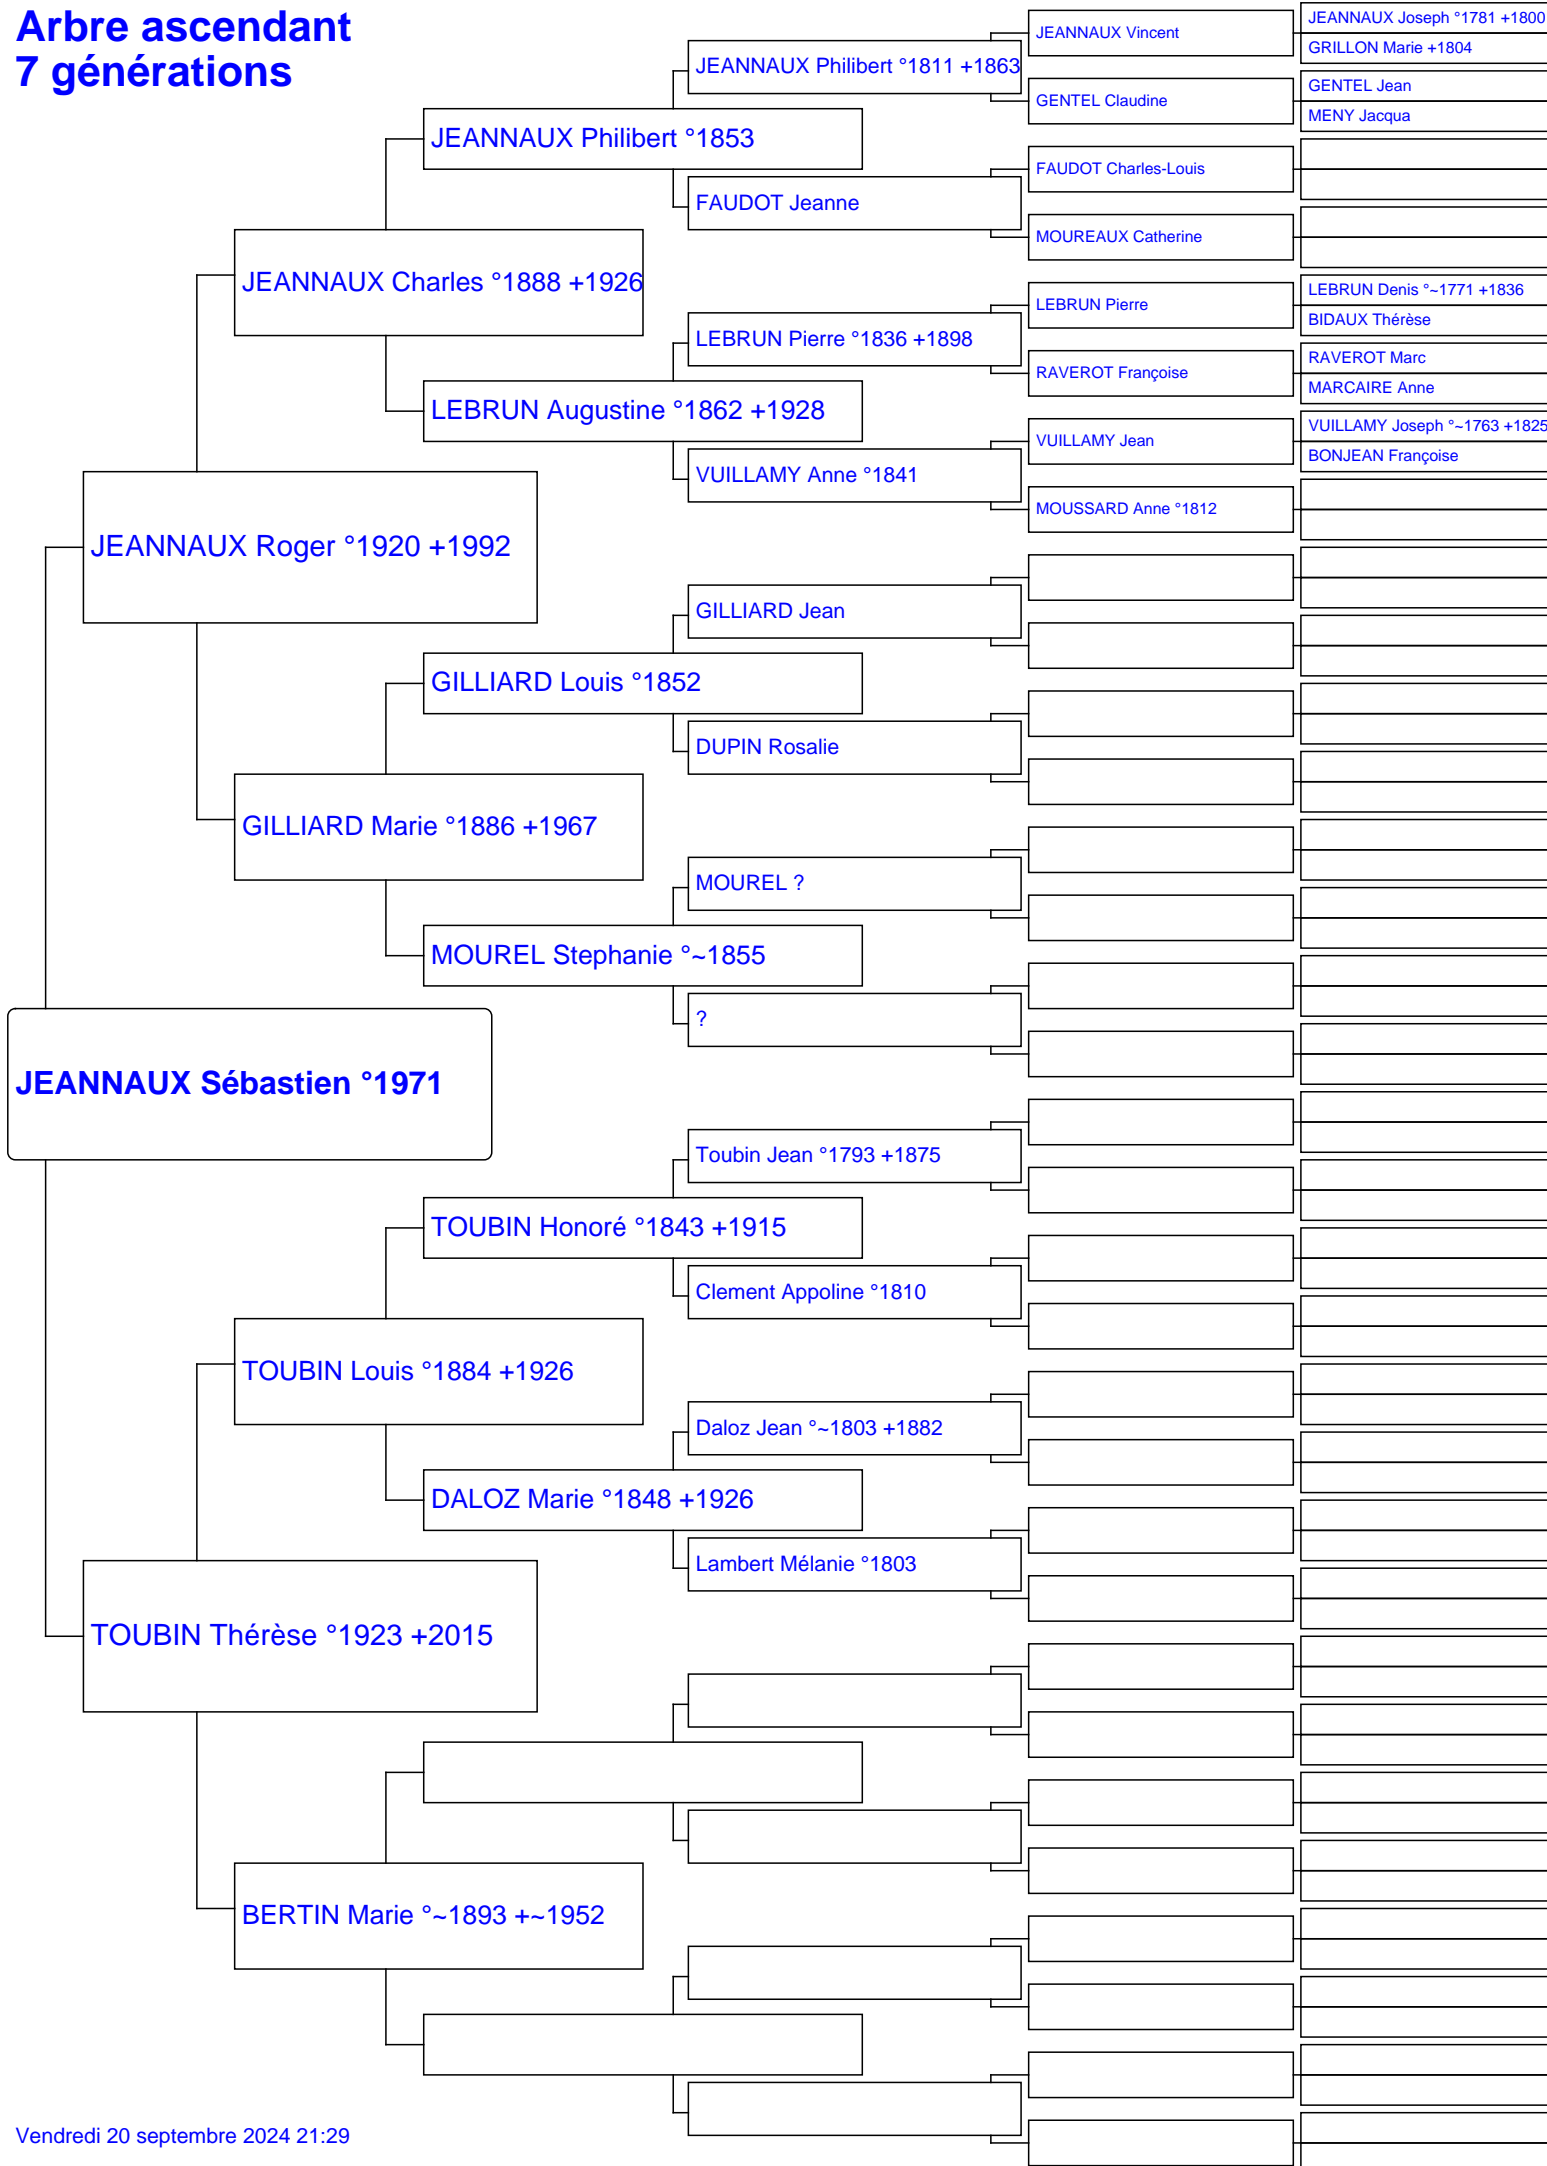 Arbre ascendant
7 générations
JEANNAUX Sébastien °1971
JEANNAUX Roger °1920 +1992
TOUBIN Thérèse °1923 +2015
JEANNAUX Charles °1888 +1926
GILLIARD Marie °1886 +1967
TOUBIN Louis °1884 +1926
BERTIN Marie °~1893 +~1952
JEANNAUX Philibert °1853
LEBRUN Augustine °1862 +1928
GILLIARD Louis °1852
MOUREL Stephanie °~1855
TOUBIN Honoré °1843 +1915
DALOZ Marie °1848 +1926
JEANNAUX Philibert °1811 +1863
FAUDOT Jeanne
LEBRUN Pierre °1836 +1898
VUILLAMY Anne °1841
GILLIARD Jean
DUPIN Rosalie
MOUREL ?
?
Toubin Jean °1793 +1875
Clement Appoline °1810
Daloz Jean °~1803 +1882
Lambert Mélanie °1803
JEANNAUX Vincent
GENTEL Claudine
FAUDOT Charles-Louis
MOUREAUX Catherine
LEBRUN Pierre
RAVEROT Françoise
VUILLAMY Jean
MOUSSARD Anne °1812
JEANNAUX Joseph °1781 +1800
GRILLON Marie +1804
GENTEL Jean
MENY Jacqua
LEBRUN Denis °~1771 +1836
BIDAUX Thérèse
RAVEROT Marc
MARCAIRE Anne
VUILLAMY Joseph °~1763 +1825
BONJEAN Françoise
Vendredi 20 septembre 2024 21:29